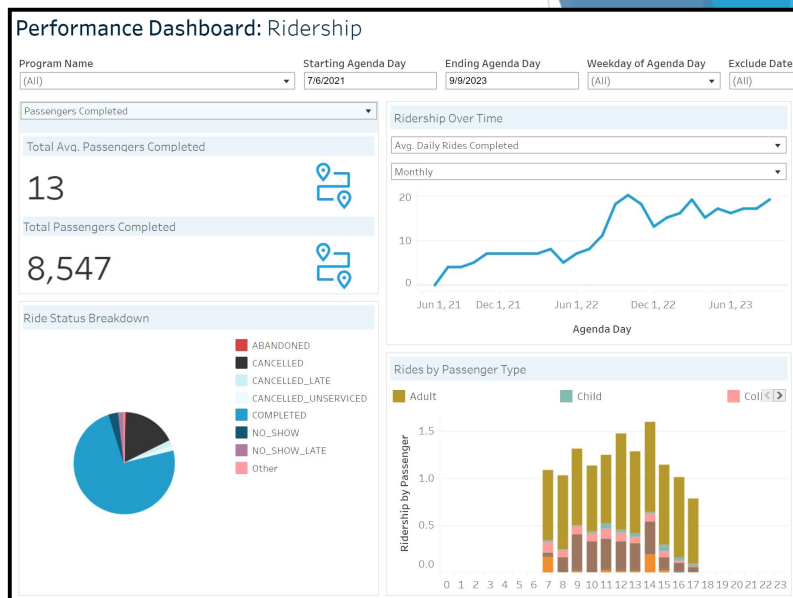 Performance Dashboard: Ridership
Program Name
Starting Agenda Day
Ending Agenda Day
Weekday of Agenda Day
Exclude Date
(All)
7/6/2021
9/9/2023
(All)
(All)
Passengers Completed
Total Avg. Passengers Completed
13
Total Passengers Completed
8,547
Ride Status Breakdown
ABANDONED
CANCELLED
CANCELLED_LATE
CANCELLED_UNSERVICED
COMPLETED
NO_SHOW
NO_SHOW_LATE
Other
Ridership Over Time
Avg. Daily Rides Completed
Monthly
20
10
0
Jun 1, 21 Dec 1, 21 Jun 1, 22 Dec 1, 22 Jun 1, 23
Agenda Day
Rides by Passenger Type
Adult Child Coll
Ridership by Passenger
1.5
1.0
0.5
0.0
0 1 2 3 4 5 6 7 8 9 10 11 12 13 14 15 16 17 18 19 20 21 22 23